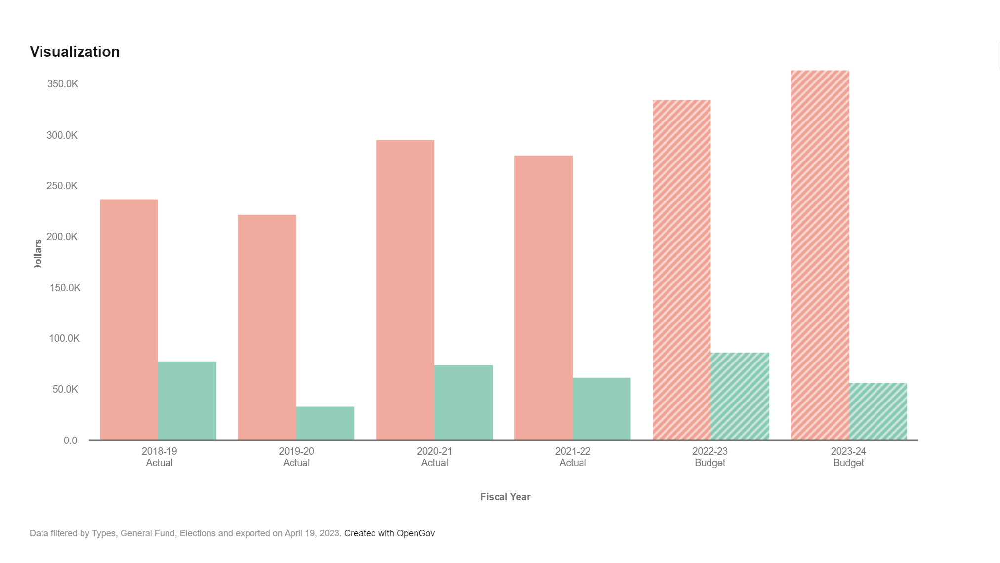 Visualization
350.0K
300.0K
250.0K
200.0K
150.0K
100.0K
50.0K
0.0
2018-19
Actual
2019-20
Actual
2020-21
Actual
2021-22
Actual
2022-23
Budget
2023-24
Budget
Fiscal Year
Data filtered by Types, General Fund, Elections and exported on April 19, 2023. Created with OpenGov